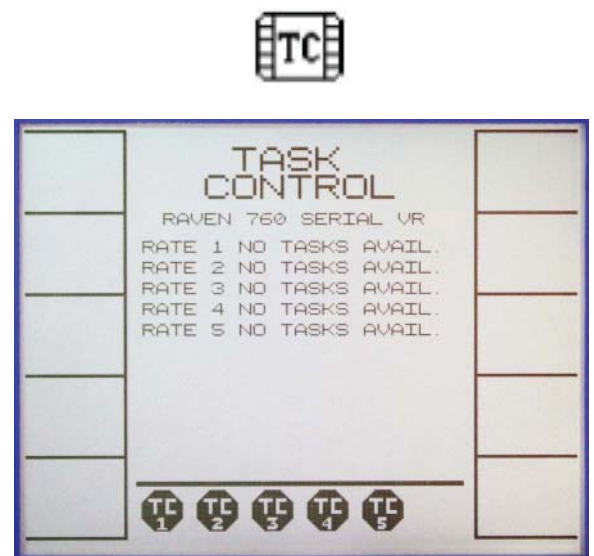 TC
TASK
CONTROL
RAVEN 760 SERIAL VR
RATE 1 NO TASKS AVAIL.
RATE 2 NO TASKS AVAIL.
RATE 3 NO TASKS AVAIL.
RATE 4 NO TASKS AVAIL.
RATE 5 NO TASKS AVAIL.
TC 1 TC 2 TC 3 TC 4 TC 5